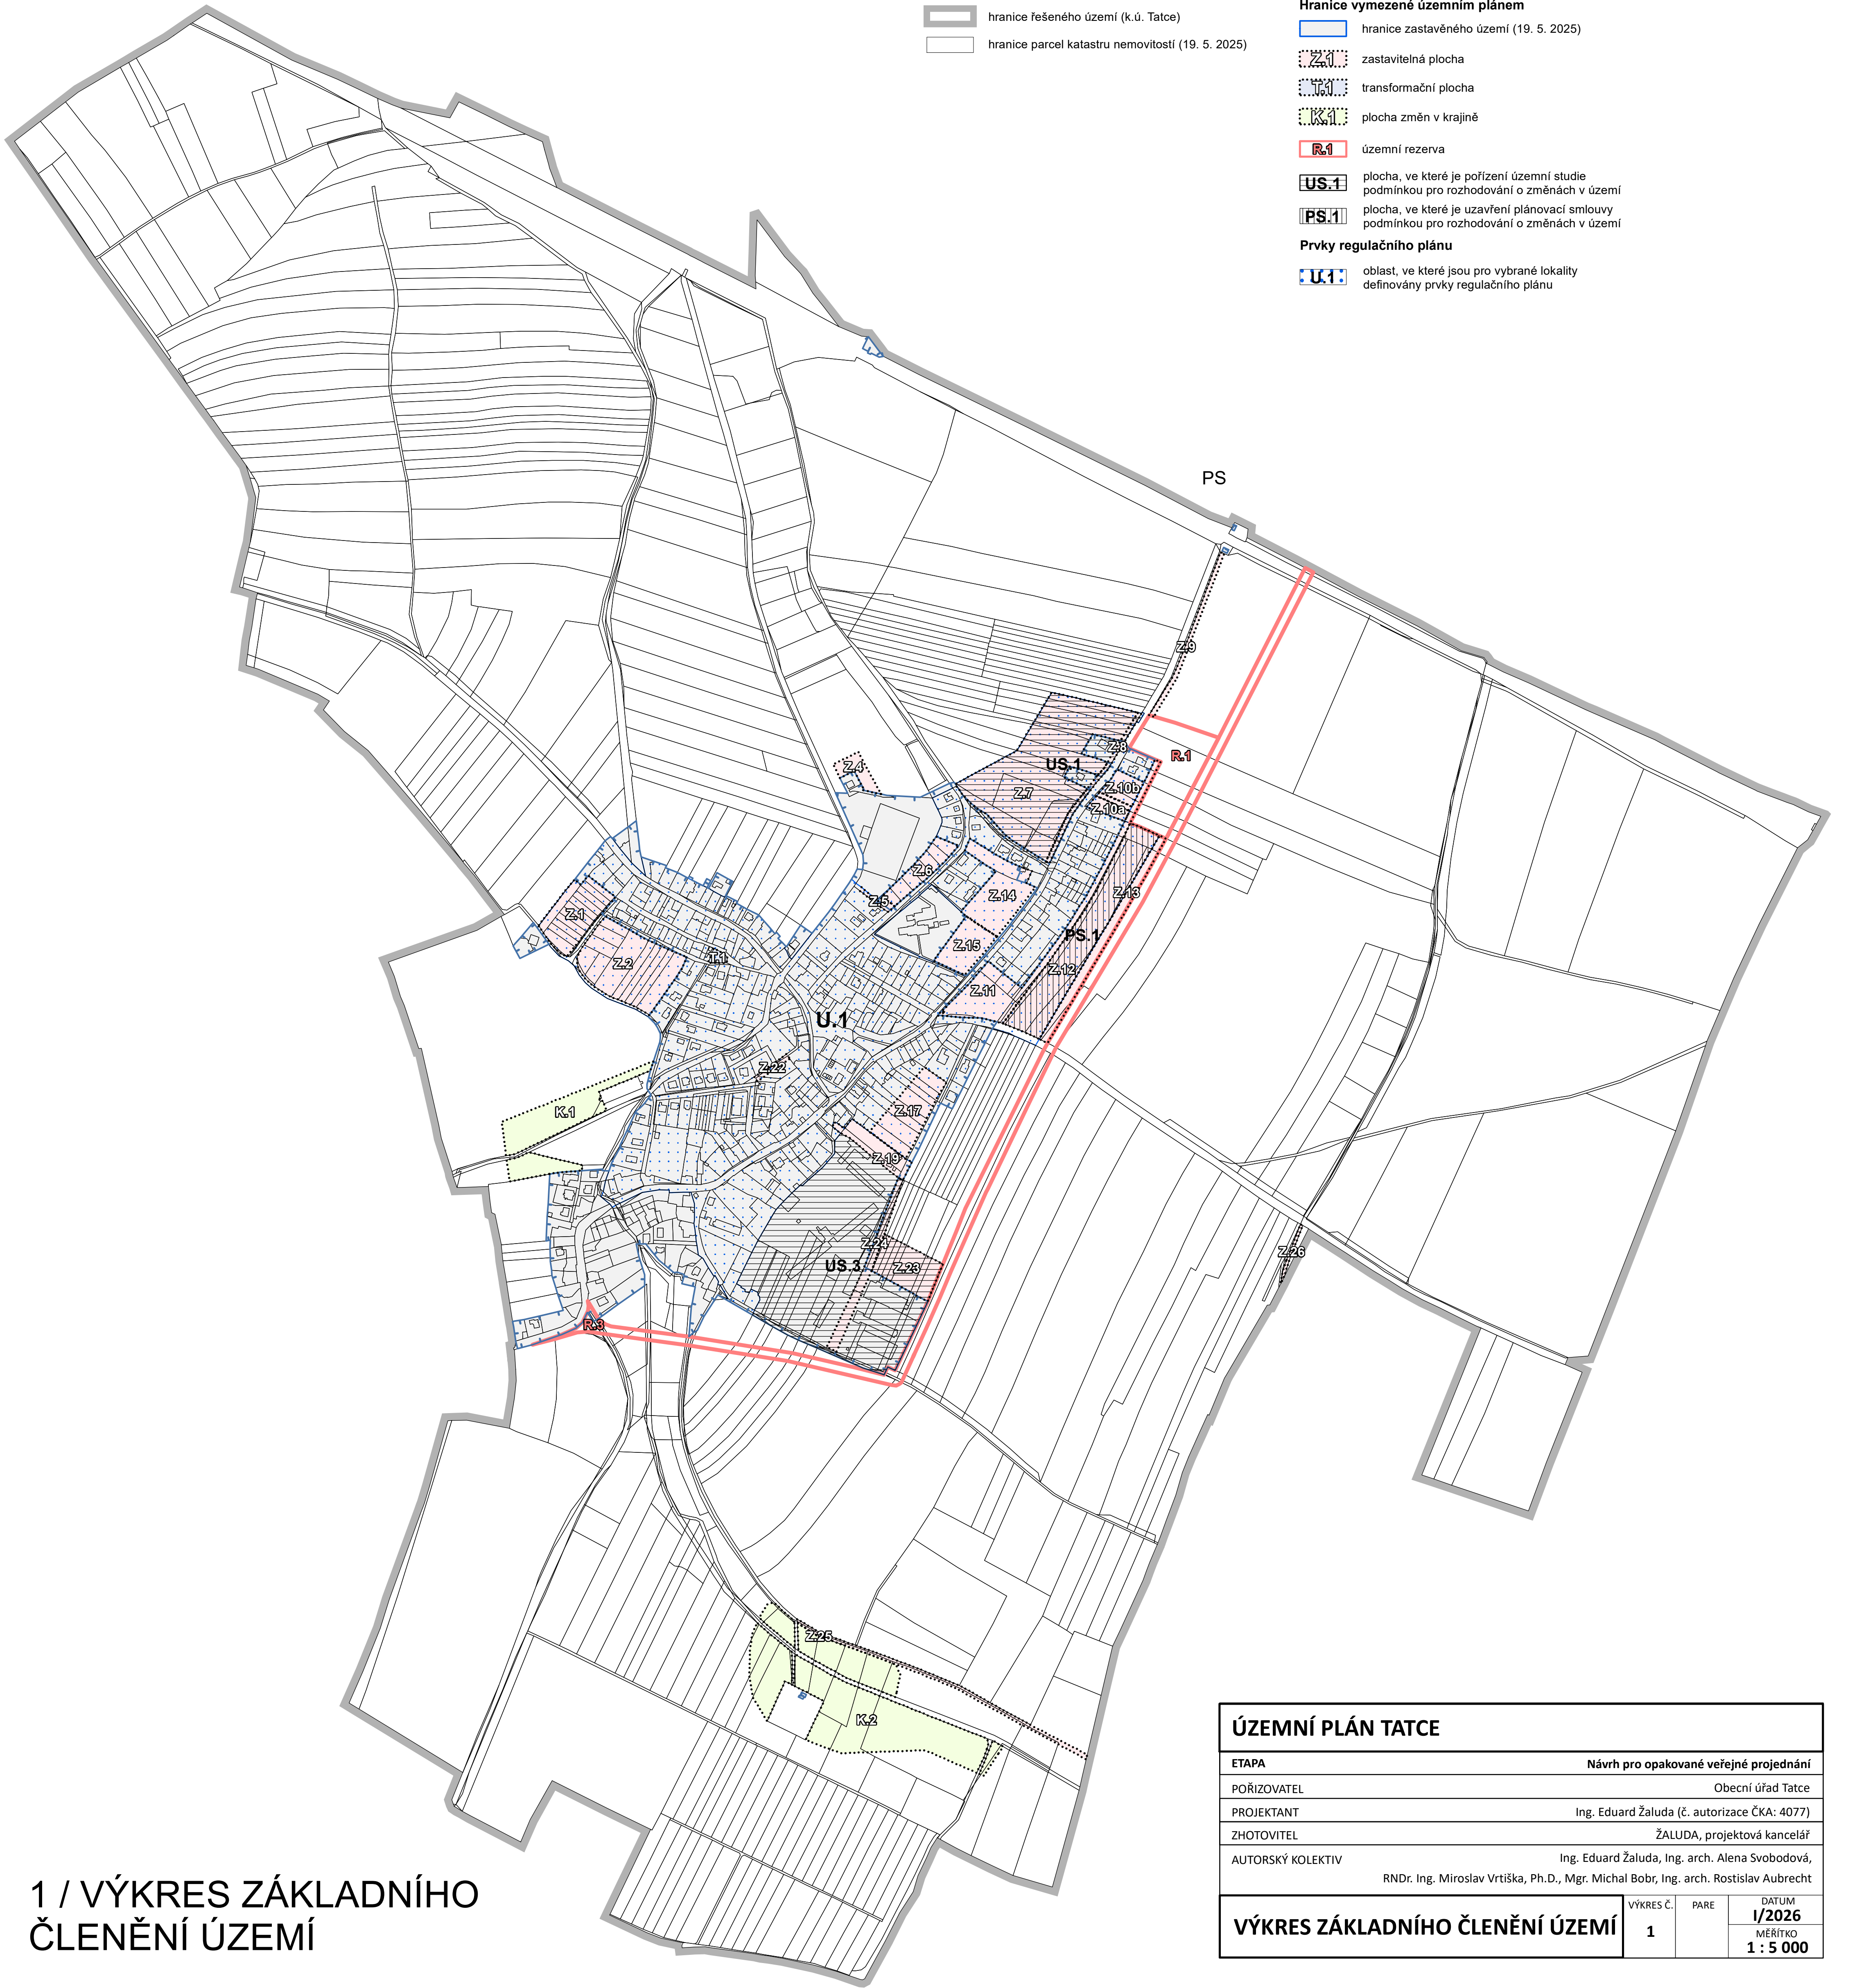 hranice řešeného území (k.ú. Tatce)
hranice parcel katastru nemovitostí (19. 5. 2025)
Hranice vymezené územním plánem
hranice zastavěného území (19. 5. 2025)
Z.1 zastavitelná plocha
T.1 transformační plocha
K.1 plocha změn v krajině
R.1 územní rezerva
US.1 plocha, ve které je pořízení územní studie
podmínkou pro rozhodování o změnách v území
PS.1 plocha, ve které je uzavření plánovací smlouvy
podmínkou pro rozhodování o změnách v území
Prvky regulačního plánu
U.1 oblast, ve které jsou pro vybrané lokality
definovány prvky regulačního plánu
PS
Z.9
Z.8
R.1
US.1
Z.4
Z.7
Z.10b
Z.10a
Z.6
Z.13
Z.14
Z.5
Z.1
PS.1
Z.15
T.1
Z.2
Z.12
Z.11
U.1
Z.22
K.1
Z.17
Z.19
Z.24
Z.26
US.3
Z.23
R.3
Z.25
K.2
ÚZEMNÍ PLÁN TATCE
ETAPA Návrh pro opakované veřejné projednání
POŘIZOVATEL Obecní úřad Tatce
PROJEKTANT Ing. Eduard Žaluda (č. autorizace ČKA: 4077)
ZHOTOVITEL ŽALUDA, projektová kancelář
AUTORSKÝ KOLEKTIV Ing. Eduard Žaluda, Ing. arch. Alena Svobodová,
RNDr. Ing. Miroslav Vrtiška, Ph.D., Mgr. Michal Bobr, Ing. arch. Rostislav Aubrecht
VÝKRES ZÁKLADNÍHO ČLENĚNÍ ÚZEMÍ
VÝKRES Č.
1
PARE
DATUM
I/2026
MĚŘÍTKO
1 : 5 000
1 / VÝKRES ZÁKLADNÍHO
ČLENĚNÍ ÚZEMÍ